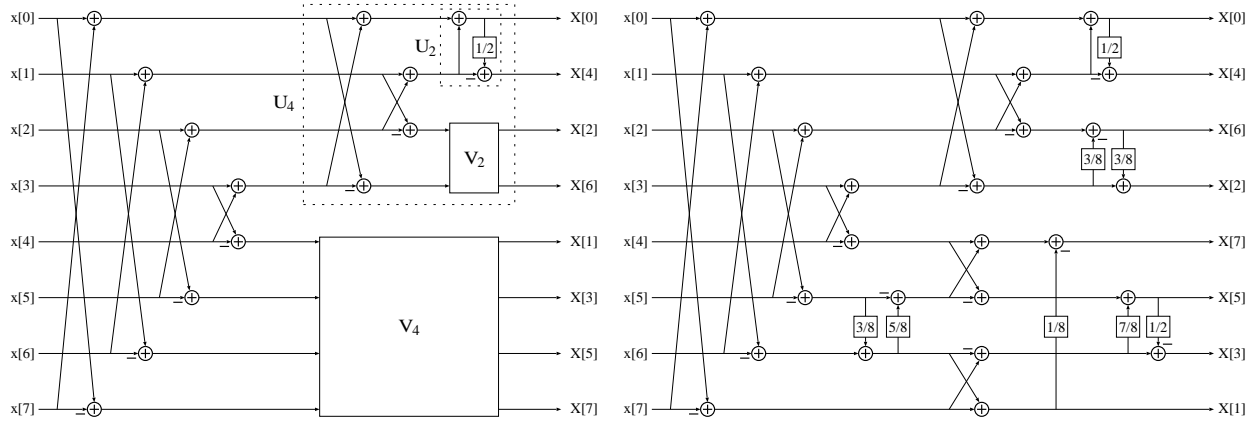 x[0] X[0] x[0] X[0]
U2 1/2 1/2
x[1] X[4] x[1] X[4]
U4
x[2] X[2] x[2] X[6]
V2 3/8 3/8
x[3] X[6] x[3] X[2]
x[4] X[1] x[4] X[7]
x[5] X[3] x[5] X[5]
V4 3/8 5/8 1/8 7/8 1/2
x[6] X[5] x[6] X[3]
x[7] X[7] x[7] X[1]